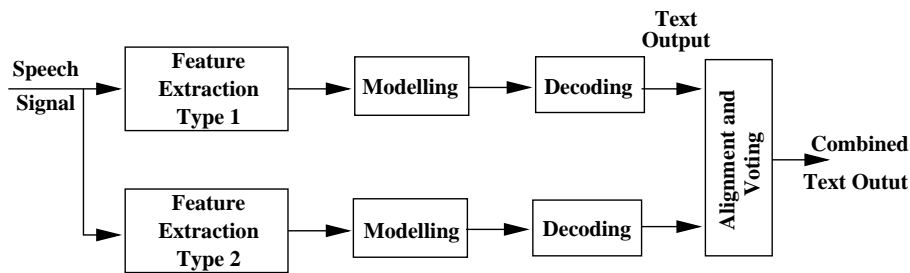 Text
Output
Speech
Signal
Feature
Extraction
Type 1
Modelling
Decoding
Alignment and
Voting
Combined
Text Outut
Feature
Extraction
Type 2
Modelling
Decoding